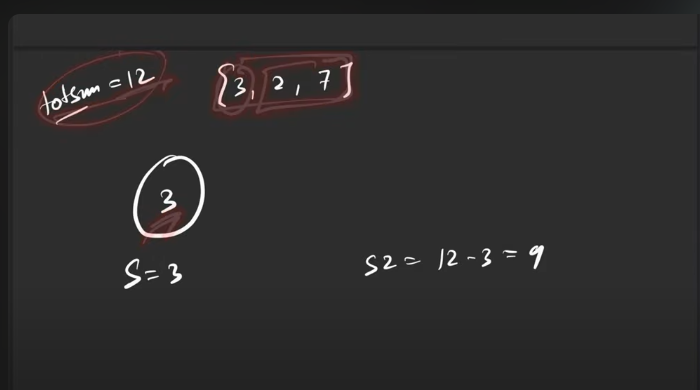 totsum = 12 {3, 2, 7]
3
S = 3 S2 = 12 - 3 = 9